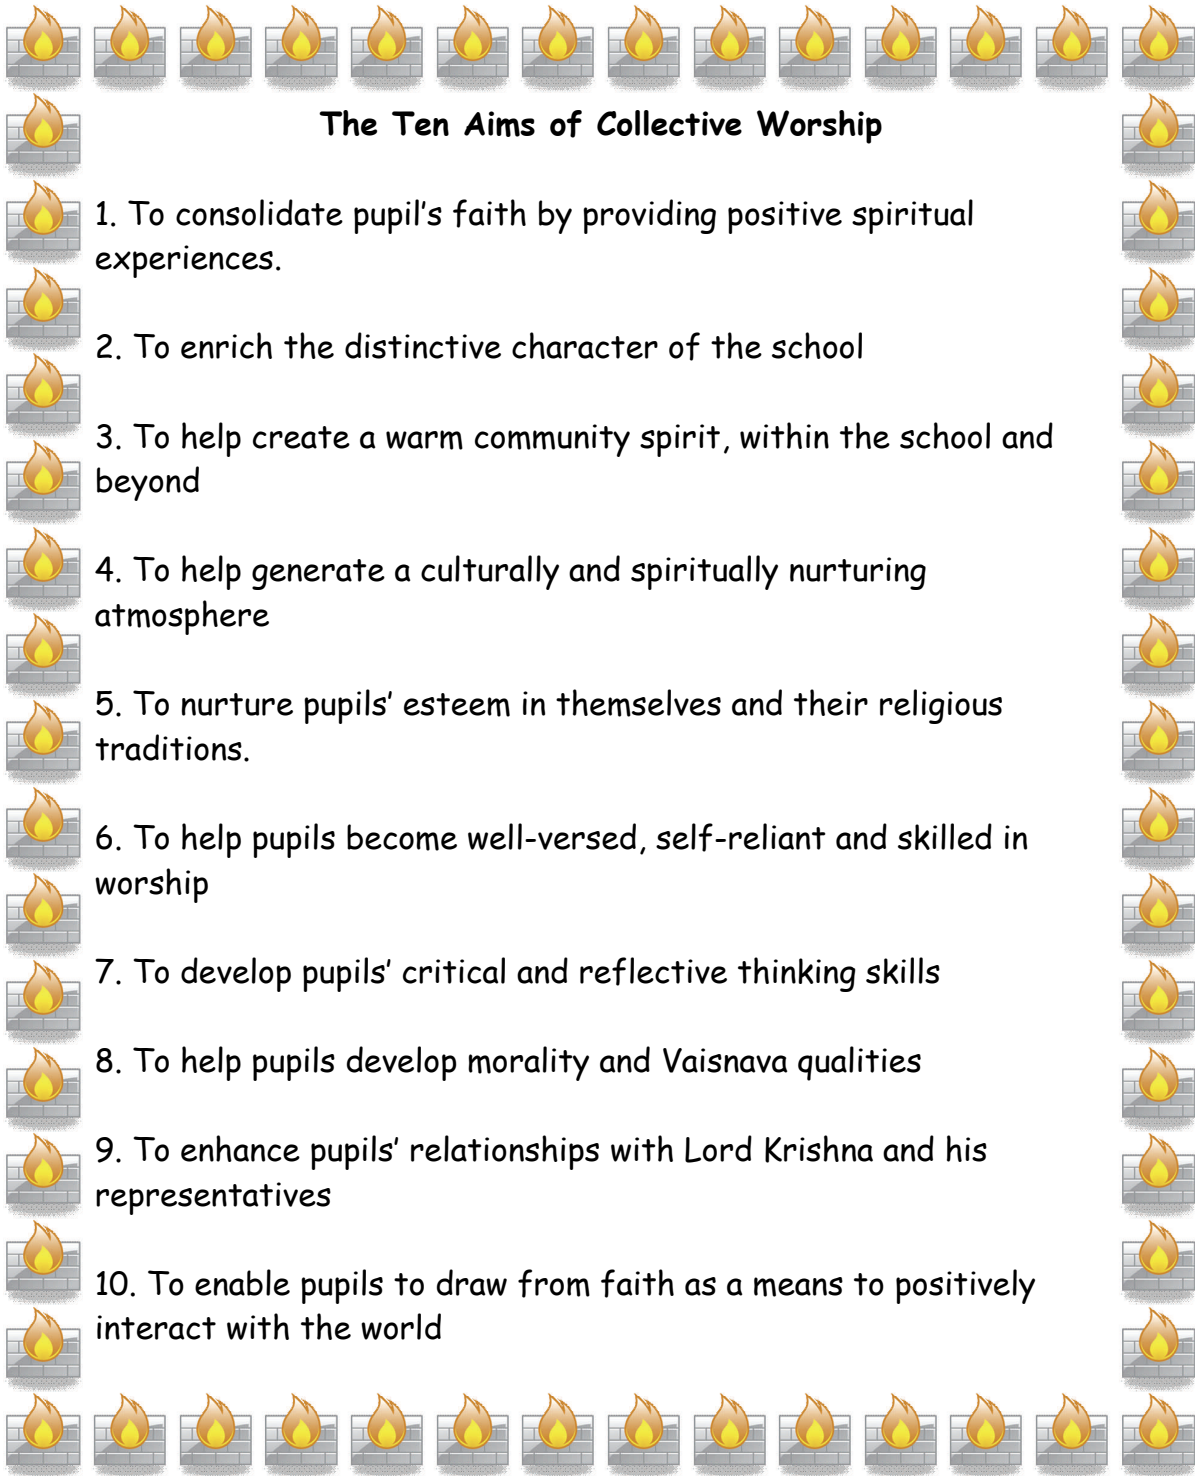 The Ten Aims of Collective Worship
1. To consolidate pupil's faith by providing positive spiritual
experiences.
2. To enrich the distinctive character of the school
3. To help create a warm community spirit, within the school and
beyond
4. To help generate a culturally and spiritually nurturing
atmosphere
5. To nurture pupils' esteem in themselves and their religious
traditions.
6. To help pupils become well-versed, self-reliant and skilled in
worship
7. To develop pupils' critical and reflective thinking skills
8. To help pupils develop morality and Vaisnava qualities
9. To enhance pupils' relationships with Lord Krishna and his
representatives
10. To enable pupils to draw from faith as a means to positively
interact with the world